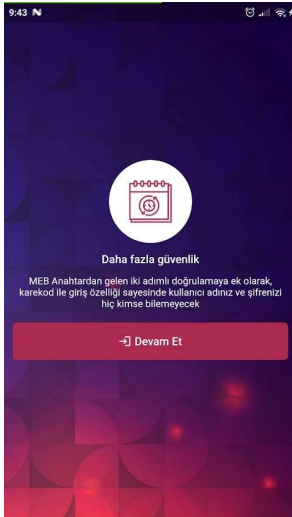 9:43
Daha fazla güvenlik
MEB Anahtardan gelen iki adımlı doğrulamaya ek olarak,
karekod ile giriş özelliği sayesinde kullanıcı adınız ve şifrenizi
hiç kimse bilemeyecek
Devam Et